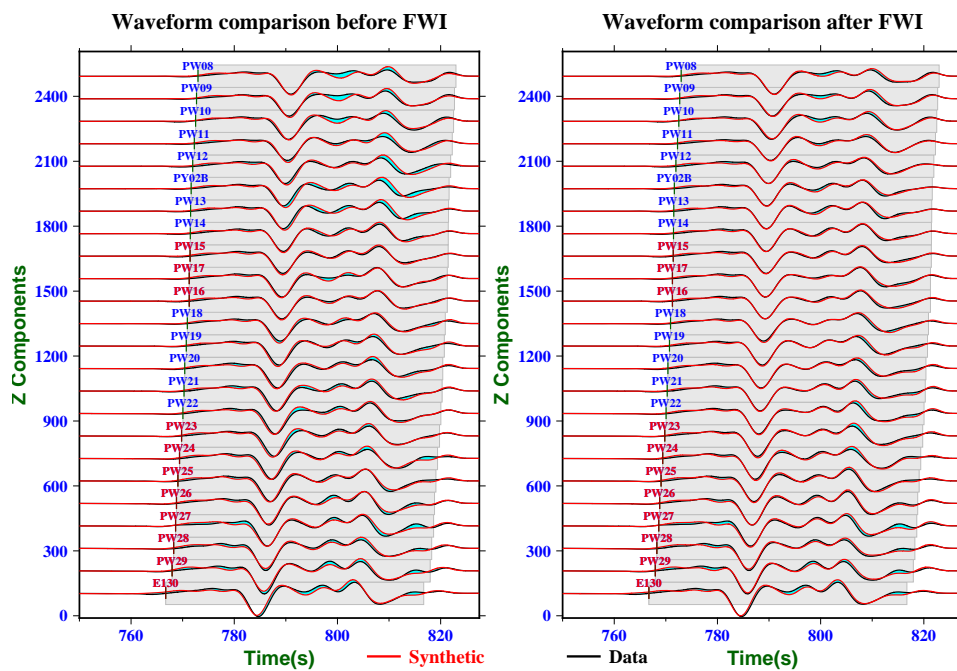 Waveform comparison before FWI
Waveform comparison after FWI
Z Components
2400
2100
1800
1500
1200
900
600
300
0
PW08
PW09
PW10
PW11
PW12
PY02B
PW13
PW14
PW15
PW17
PW16
PW18
PW19
PW20
PW21
PW22
PW23
PW24
PW25
PW26
PW27
PW28
PW29
E130
760 780 800 820
Time(s)
Z Components
2400
2100
1800
1500
1200
900
600
300
0
PW08
PW09
PW10
PW11
PW12
PY02B
PW13
PW14
PW15
PW17
PW16
PW18
PW19
PW20
PW21
PW22
PW23
PW24
PW25
PW26
PW27
PW28
PW29
E130
760 780 800 820
Time(s)
Synthetic
Data